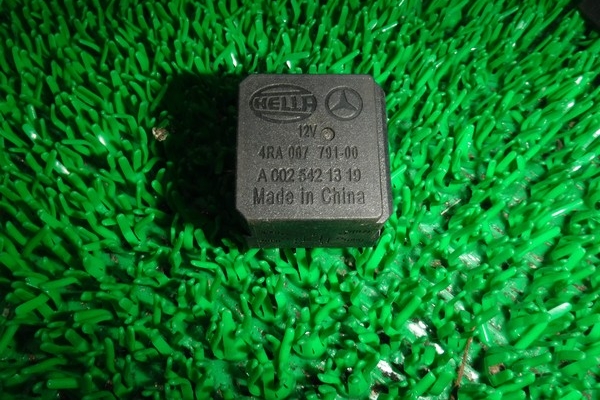 HELLA
12V
4RA 007 791-00
A 002 542 13 19
Made in China